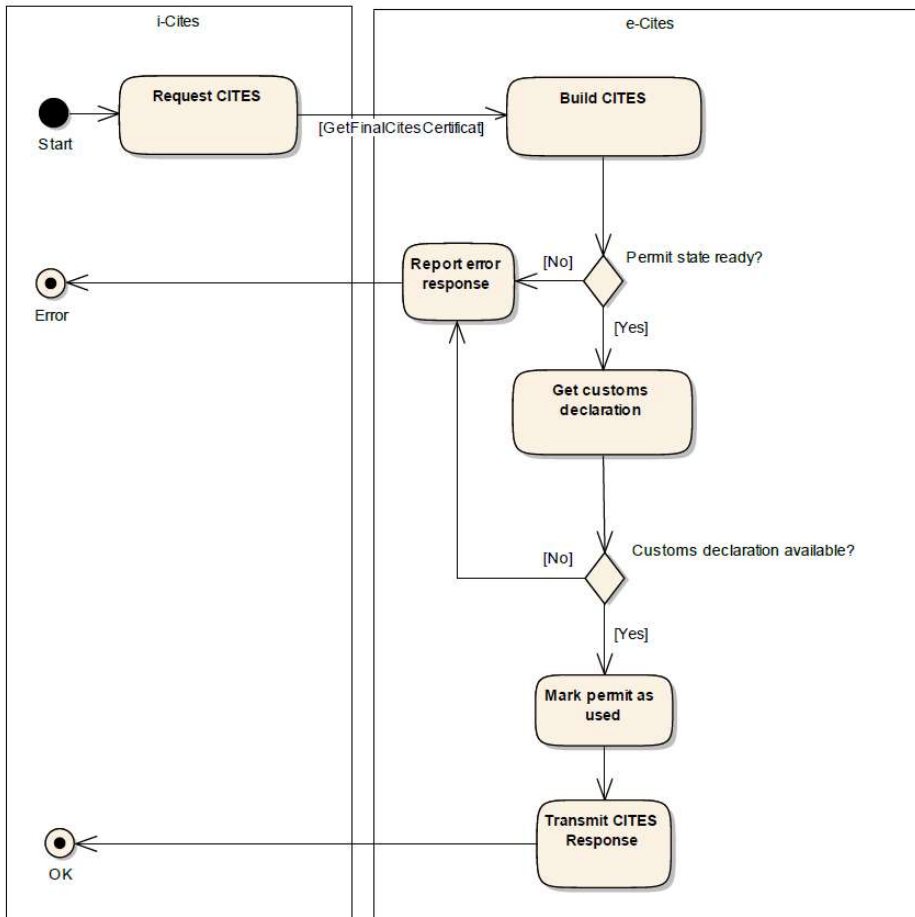 i-Cites
e-Cites
Request CITES
Build CITES
Start
[GetFinalCitesCertificat]
Report error
response
[No]
Permit state ready?
Error
[Yes]
Get customs
declaration
[No]
Customs declaration available?
[Yes]
Mark permit as
used
Transmit CITES
Response
OK